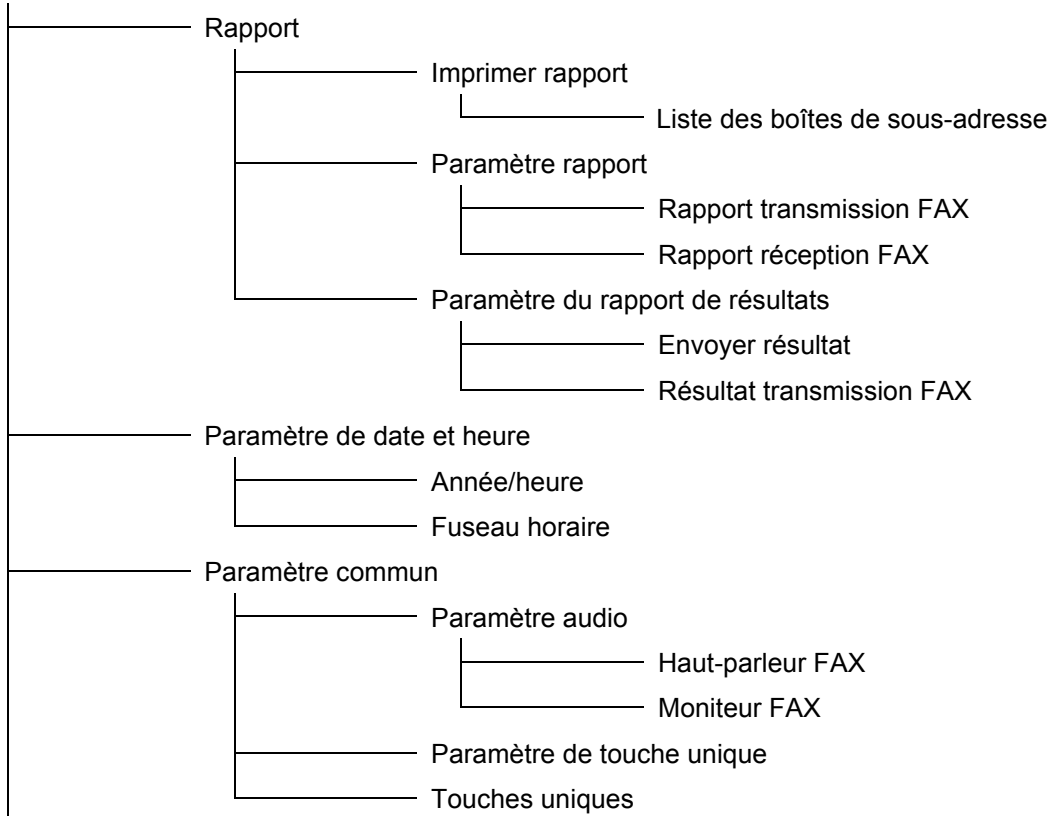 Rapport
Imprimer rapport
Liste des boîtes de sous-adresse
Paramètre rapport
Rapport transmission FAX
Rapport réception FAX
Paramètre du rapport de résultats
Envoyer résultat
Résultat transmission FAX
Paramètre de date et heure
Année/heure
Fuseau horaire
Paramètre commun
Paramètre audio
Haut-parleur FAX
Moniteur FAX
Paramètre de touche unique
Touches uniques